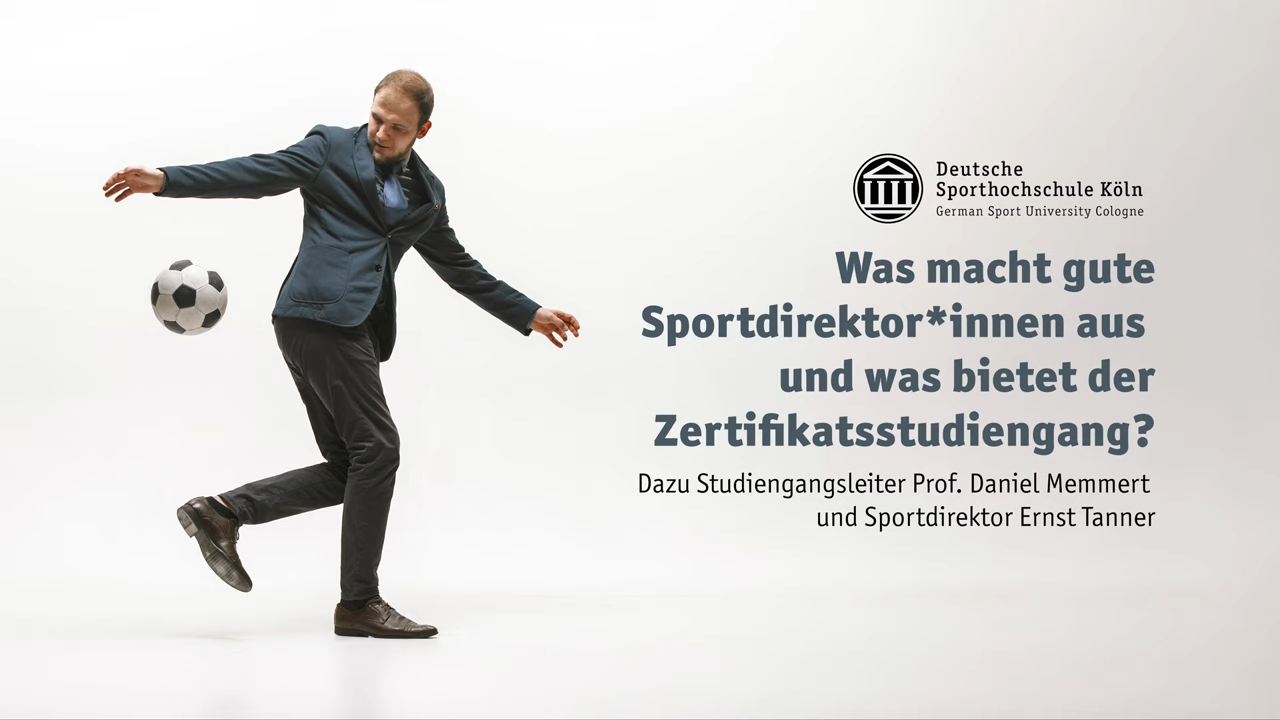 Deutsche
Sporthochschule Köln
German Sport University Cologne
Was macht gute
Sportdirektor*innen aus
und was bietet der
Zertifikatsstudiengang?
Dazu Studiengangsleiter Prof. Daniel Memmert
und Sportdirektor Ernst Tanner